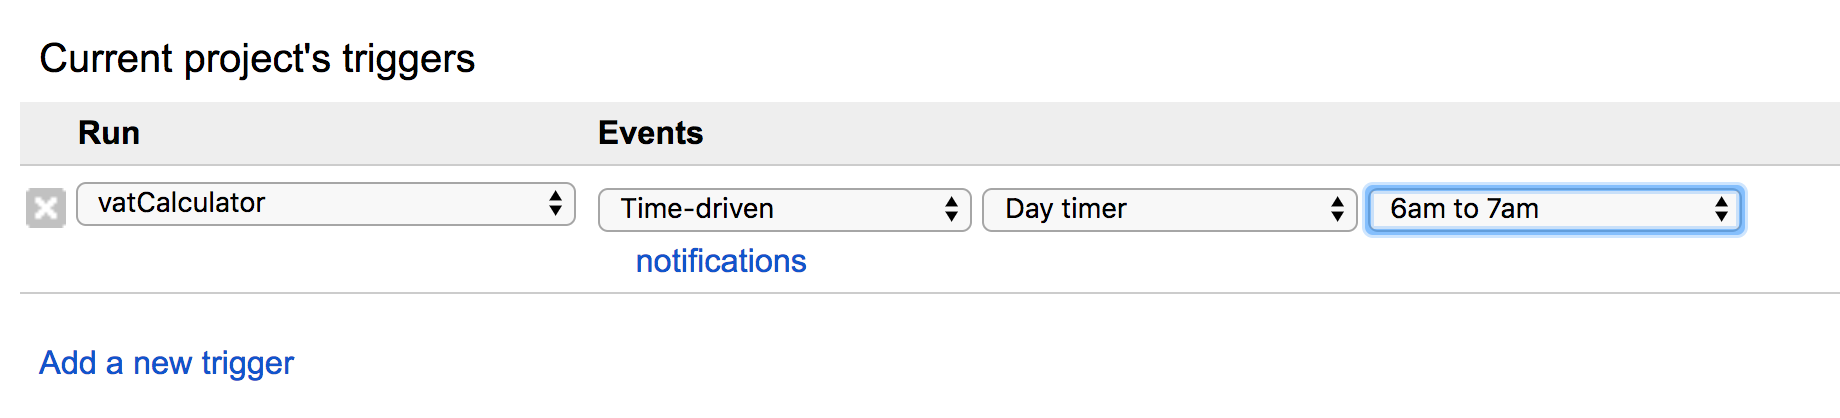 Current project's triggers
Run Events
vatCalculator Time-driven Day timer 6am to 7am
notifications
Add a new trigger